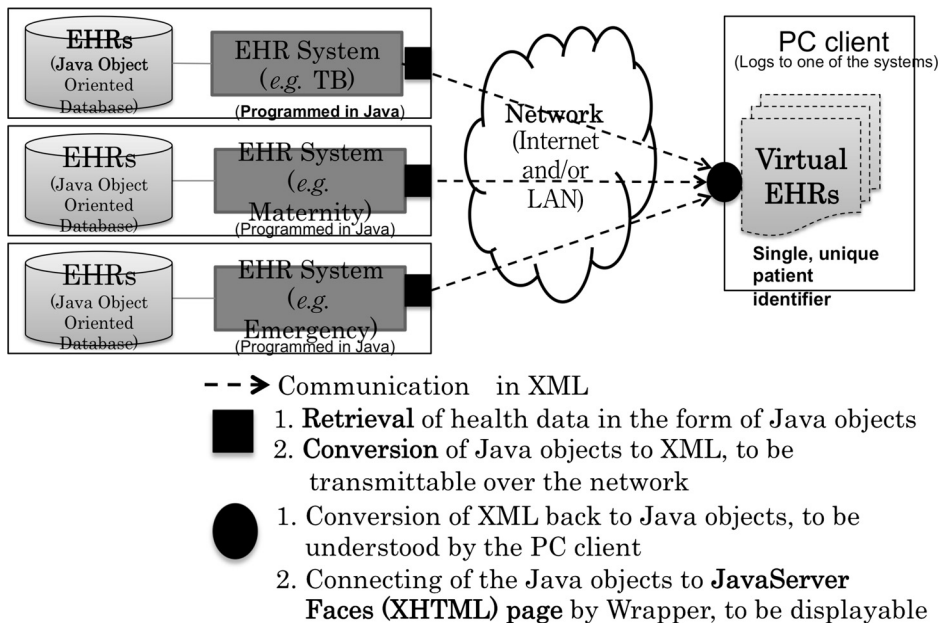 EHRs
(Java Object
Oriented
Database)
EHR System
(e.g. TB)
(Programmed in Java)
EHRs
(Java Object
Oriented
Database)
EHR System
(e.g.
Maternity)
(Programmed in Java)
EHRs
(Java Object
Oriented
Database)
EHR System
(e.g.
Emergency)
(Programmed in Java)
Network
(Internet
and/or
LAN)
PC client
(Logs to one of the systems)
Virtual
EHRs
Single, unique
patient
identifier
Communication in XML
1. Retrieval of health data in the form of Java objects
2. Conversion of Java objects to XML, to be
transmittable over the network
1. Conversion of XML back to Java objects, to be
understood by the PC client
2. Connecting of the Java objects to JavaServer
Faces (XHTML) page by Wrapper, to be displayable